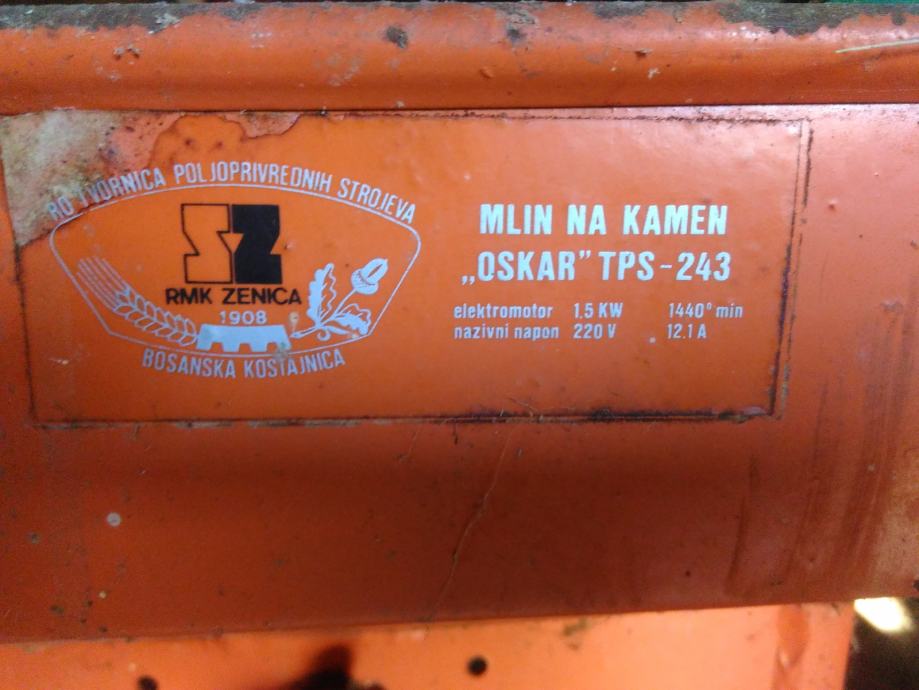 RO TVORNICA POLJOPRIVREDNIH STROJEVA
RMK ZENICA
1908
BOSANSKA KOSTAJNICA
MLIN NA KAMEN
„OSKAR” TPS-243
elektromotor 1.5 KW 1440° min
nazivni napon 220 V 12.1 A